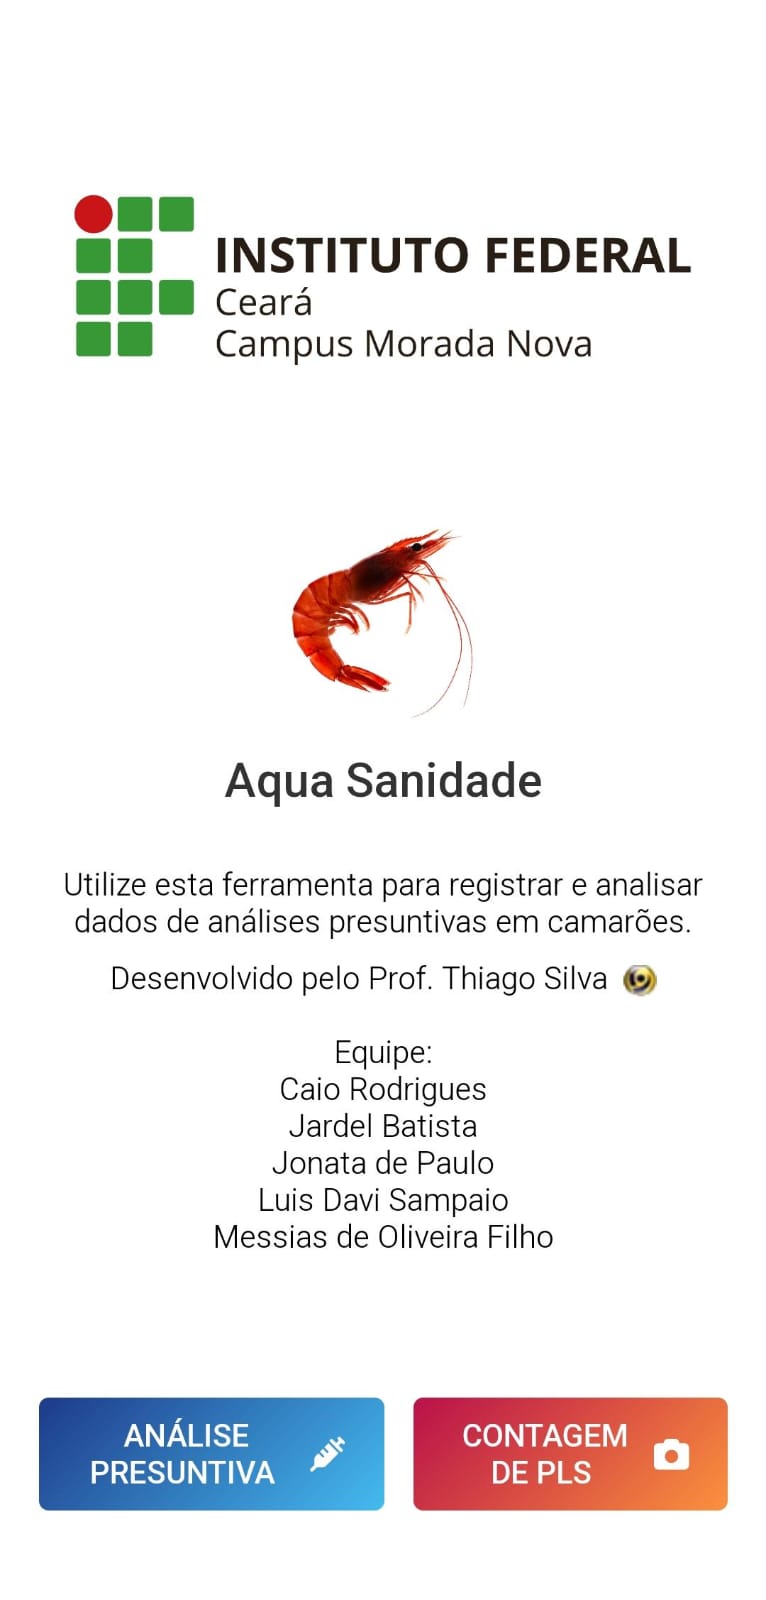 INSTITUTO FEDERAL
Ceará
Campus Morada Nova
Aqua Sanidade
Utilize esta ferramenta para registrar e analisar
dados de análises presuntivas em camarões.
Desenvolvido pelo Prof. Thiago Silva
Equipe:
Caio Rodrigues
Jardel Batista
Jonata de Paulo
Luis Davi Sampaio
Messias de Oliveira Filho
ANÁLISE
PRESUNTIVA
CONTAGEM
DE PLS